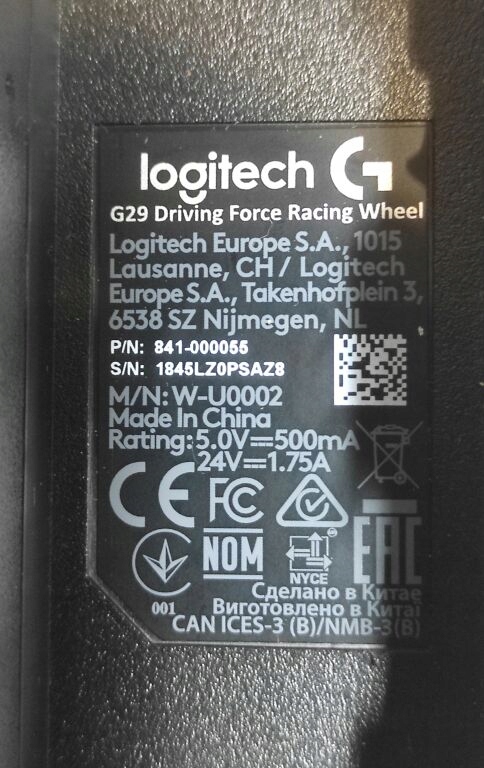 logitech G
G29 Driving Force Racing Wheel
Logitech Europe S.A., 1015
Lausanne, CH / Logitech
Europe S.A., Takenhofplein 3,
6538 SZ Nijmegen, NL
P/N: 841-000055
S/N: 1845LZ0PSAZ8
M/N: W-U0002
Made In China
Rating: 5.0V⎓500mA
24V⎓1.75A
CE FC
NOM NYCE EAC
001
Сделано в Китае
Виготовлено в Китаї
CAN ICES-3 (B)/NMB-3(B)